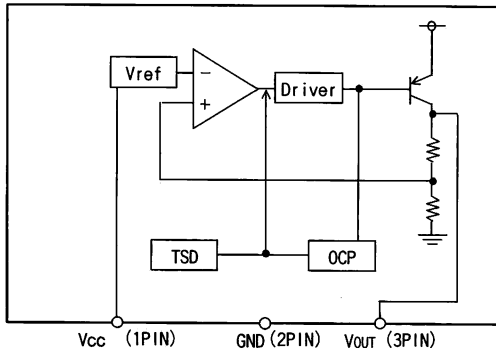 Vref
−
+
Driver
TSD
OCP
Vcc (1PIN)
GND (2PIN)
VOUT (3PIN)